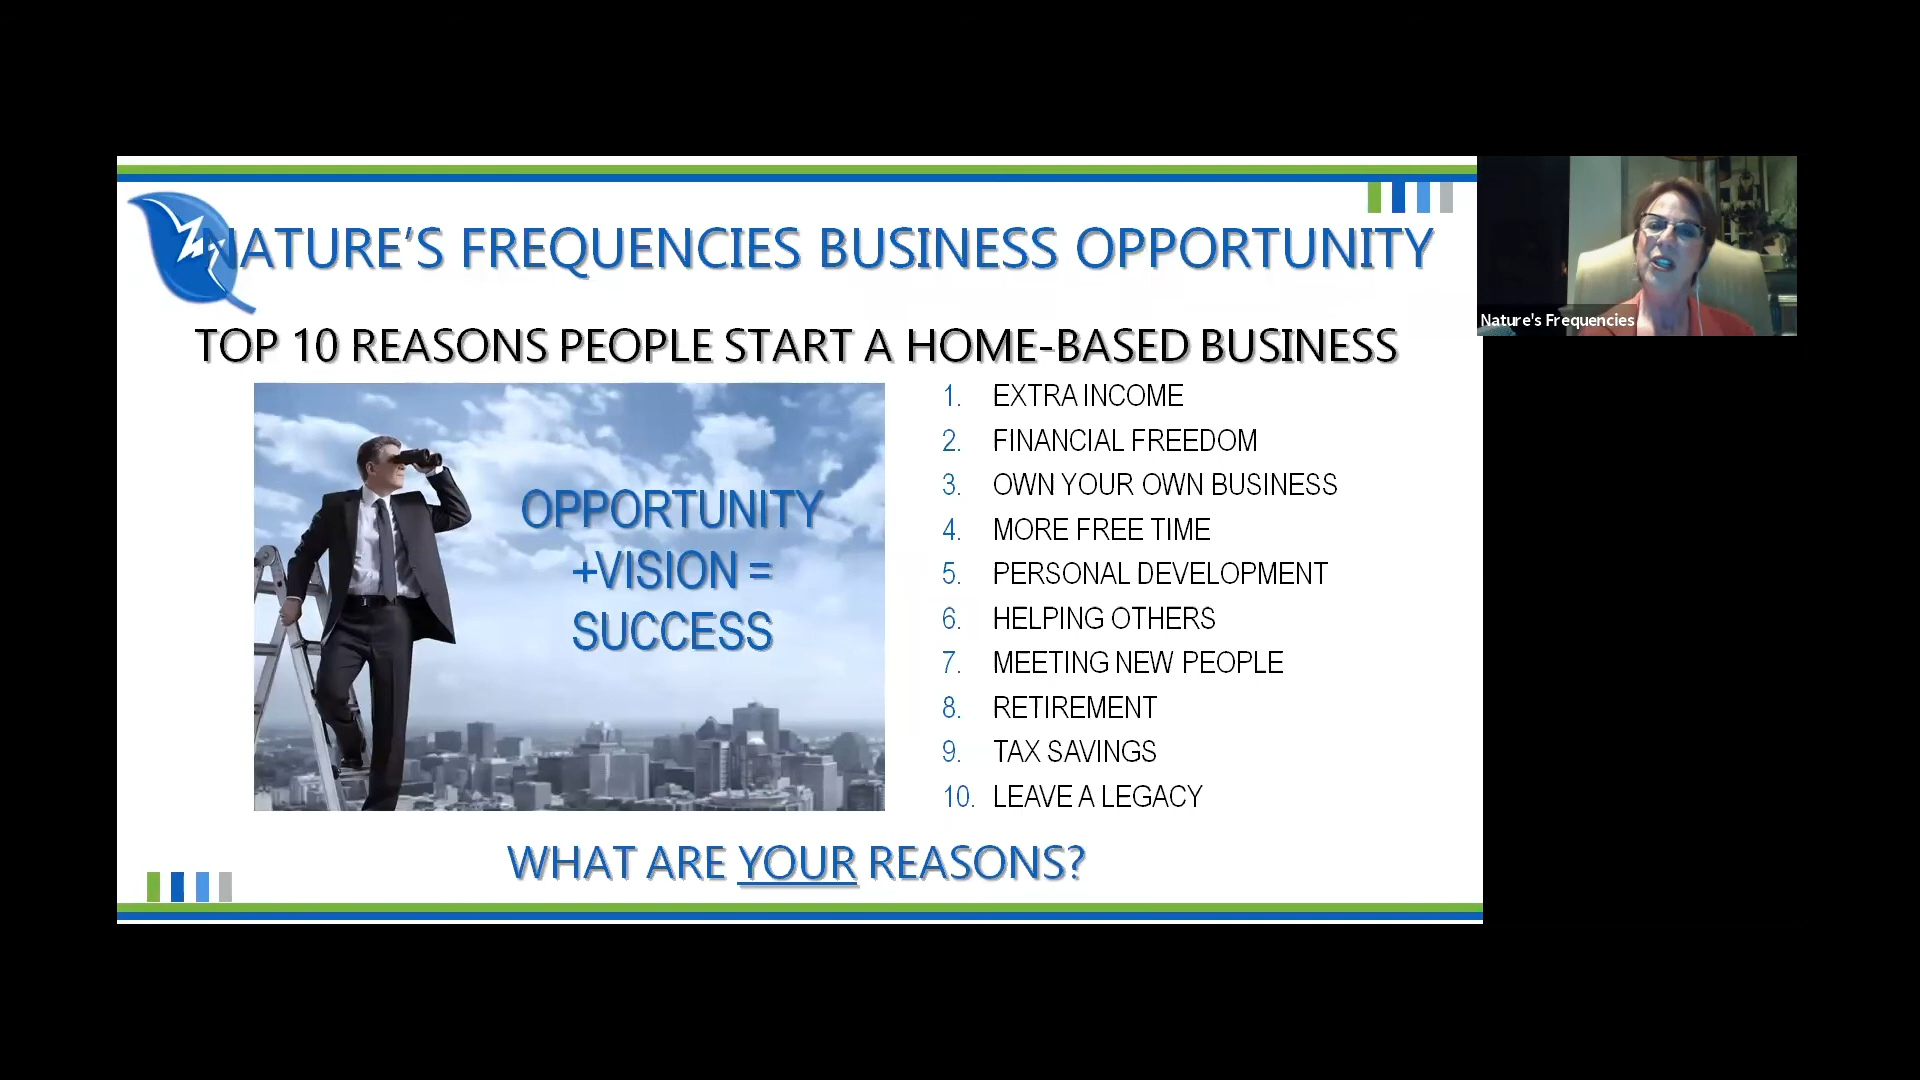 NATURE'S FREQUENCIES BUSINESS OPPORTUNITY
TOP 10 REASONS PEOPLE START A HOME-BASED BUSINESS
OPPORTUNITY
+VISION =
SUCCESS
1. EXTRA INCOME
2. FINANCIAL FREEDOM
3. OWN YOUR OWN BUSINESS
4. MORE FREE TIME
5. PERSONAL DEVELOPMENT
6. HELPING OTHERS
7. MEETING NEW PEOPLE
8. RETIREMENT
9. TAX SAVINGS
10. LEAVE A LEGACY
WHAT ARE YOUR REASONS?
Nature's Frequencies